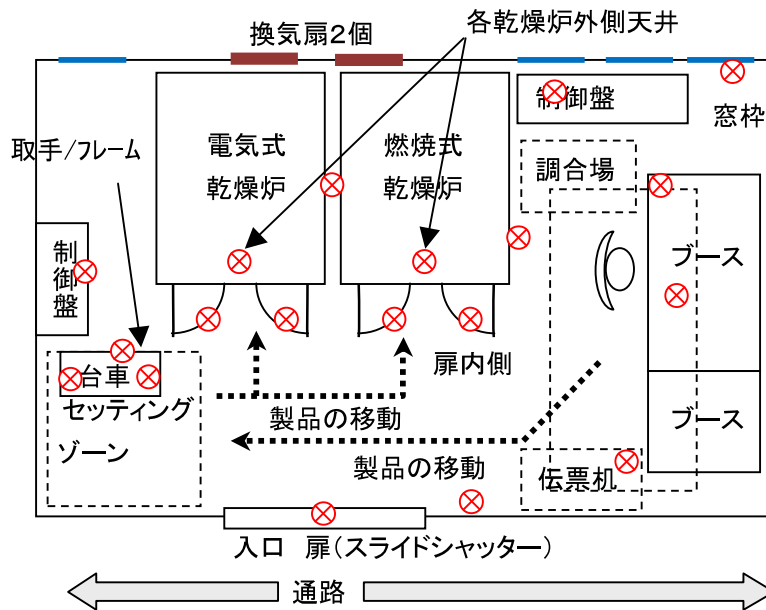 換気扇２個
各乾燥炉外側天井
制御盤
窓枠
取手/フレーム
電気式
乾燥炉
燃焼式
乾燥炉
調合場
制御盤
ブース
扉内側
台車
セッティング
ゾーン
製品の移動
製品の移動
ブース
伝票机
入口　扉（スライドシャッター）
通路